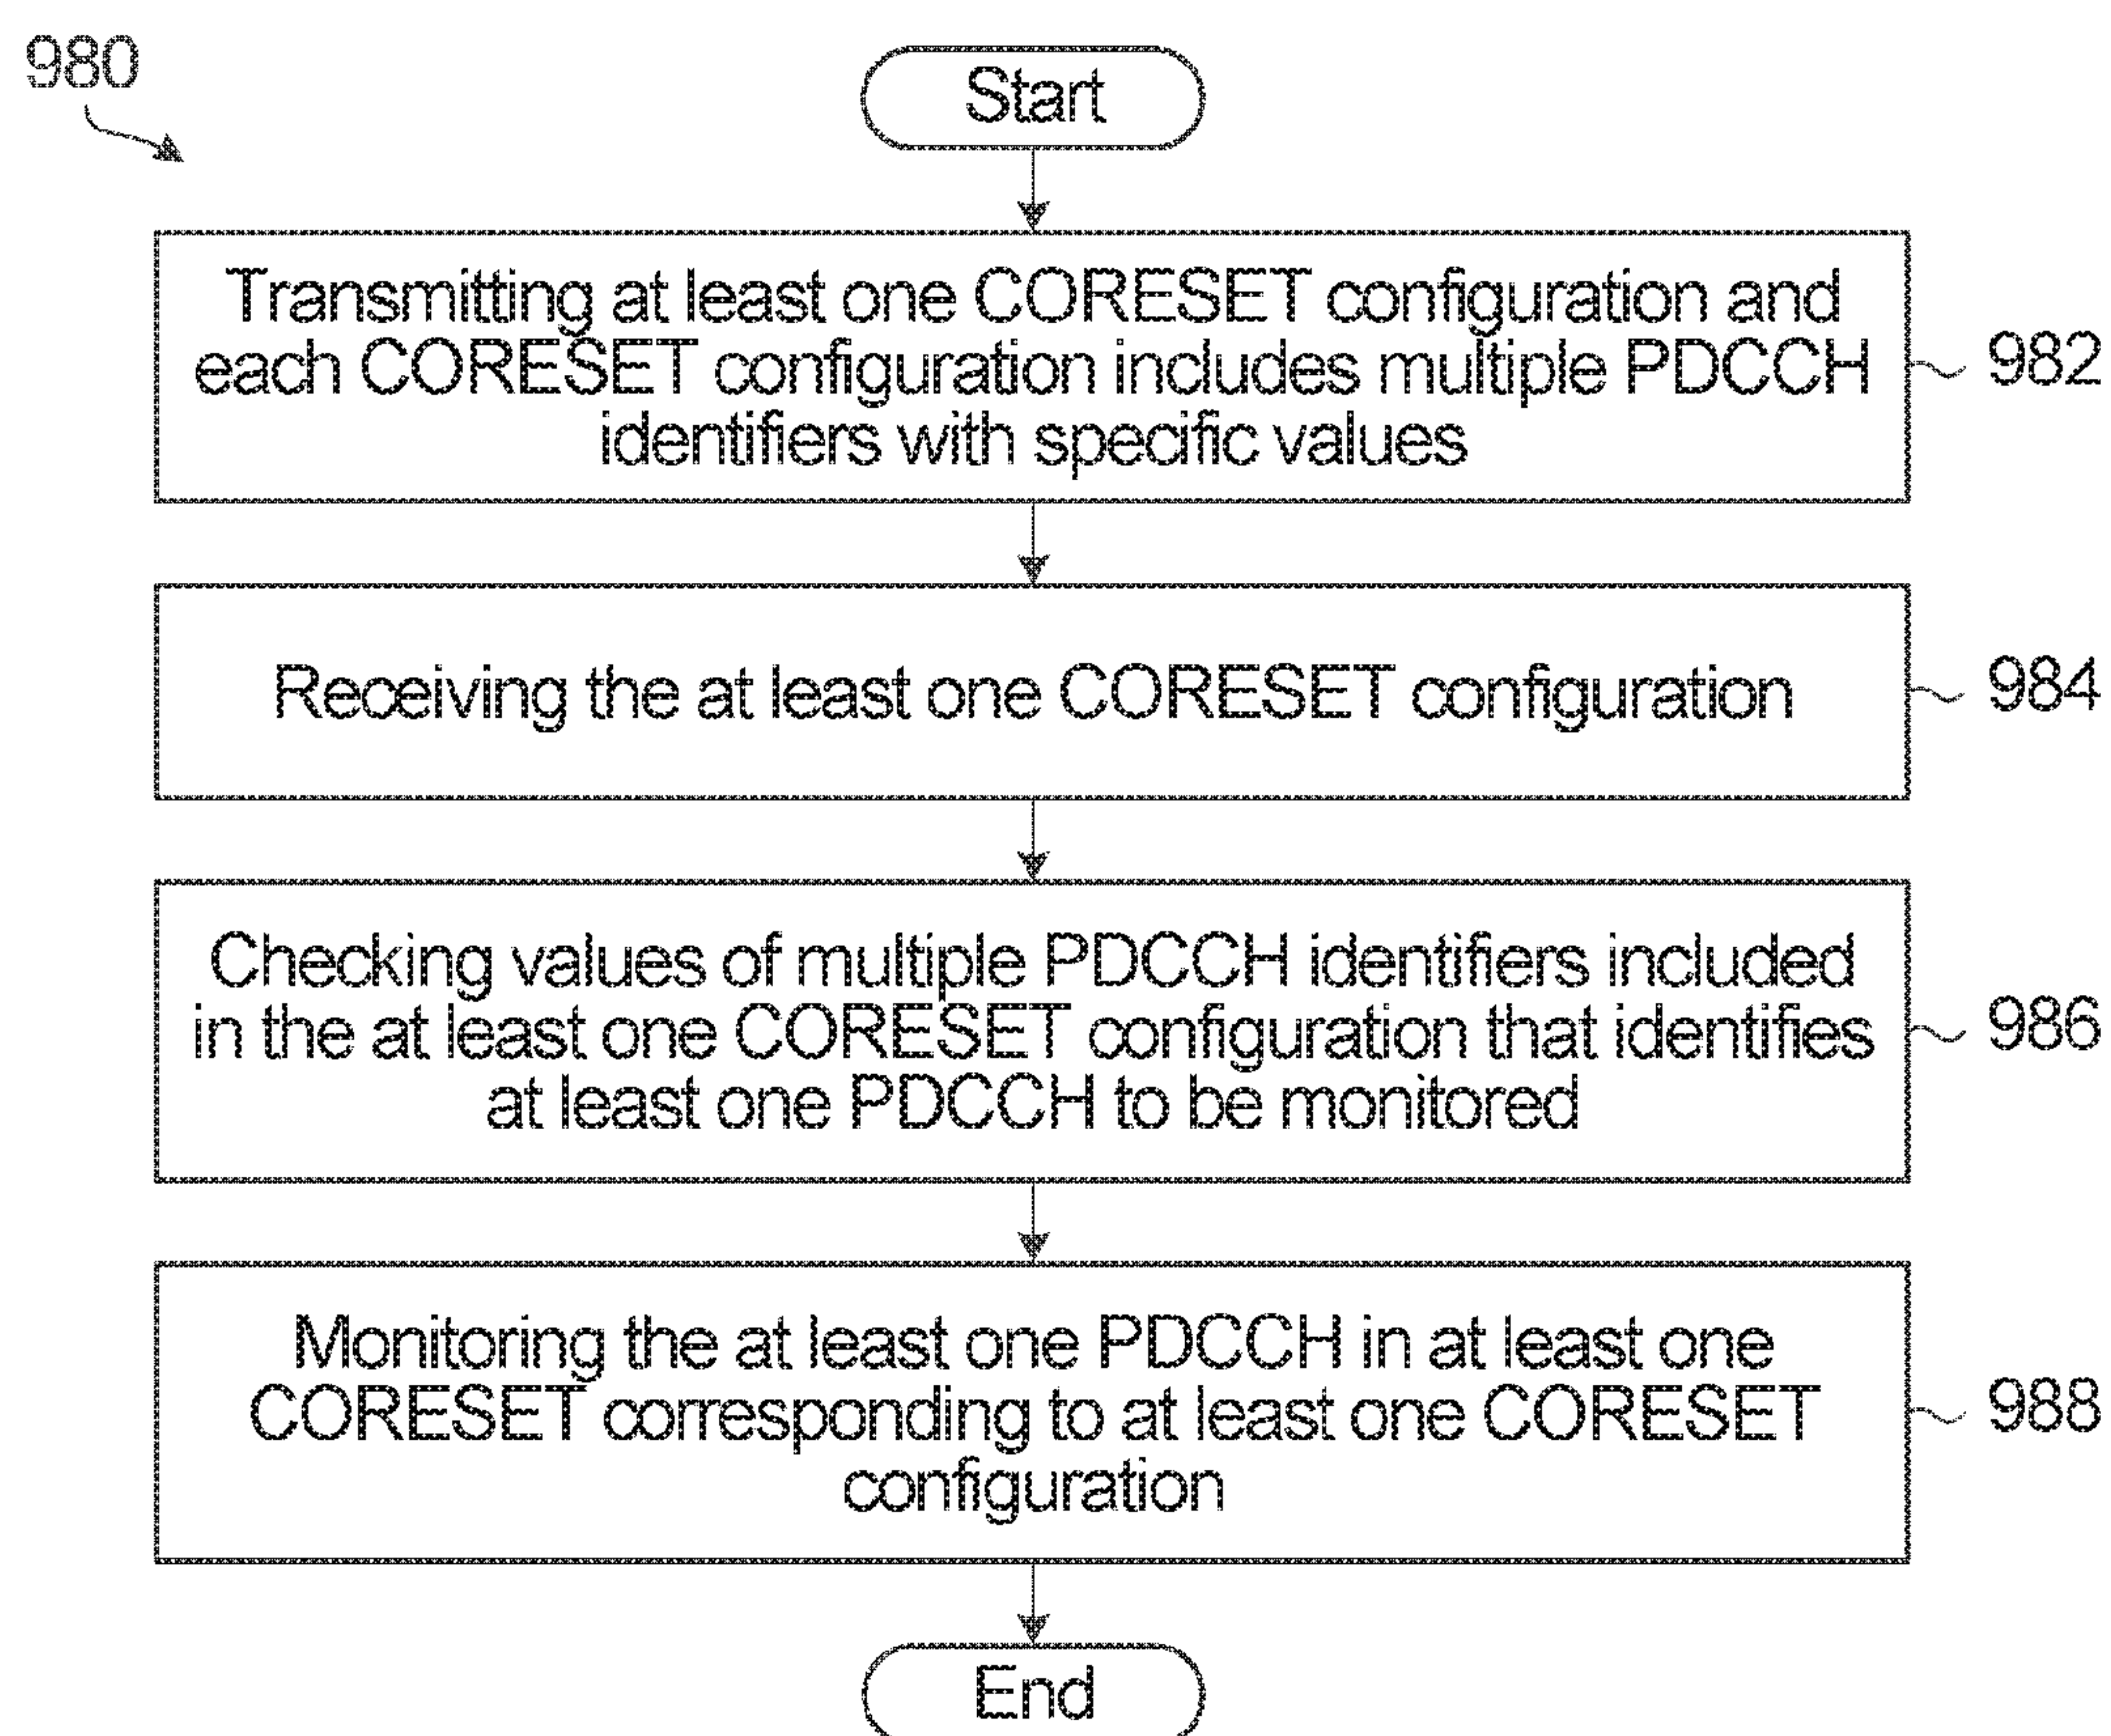 980
Start
Transmitting at least one CORESET configuration and
each CORESET configuration includes multiple PDCCH
identifiers with specific values
982
Receiving the at least one CORESET configuration
984
Checking values of multiple PDCCH identifiers included
in the at least one CORESET configuration that identifies
at least one PDCCH to be monitored
986
Monitoring the at least one PDCCH in at least one
CORESET corresponding to at least one CORESET
configuration
988
End